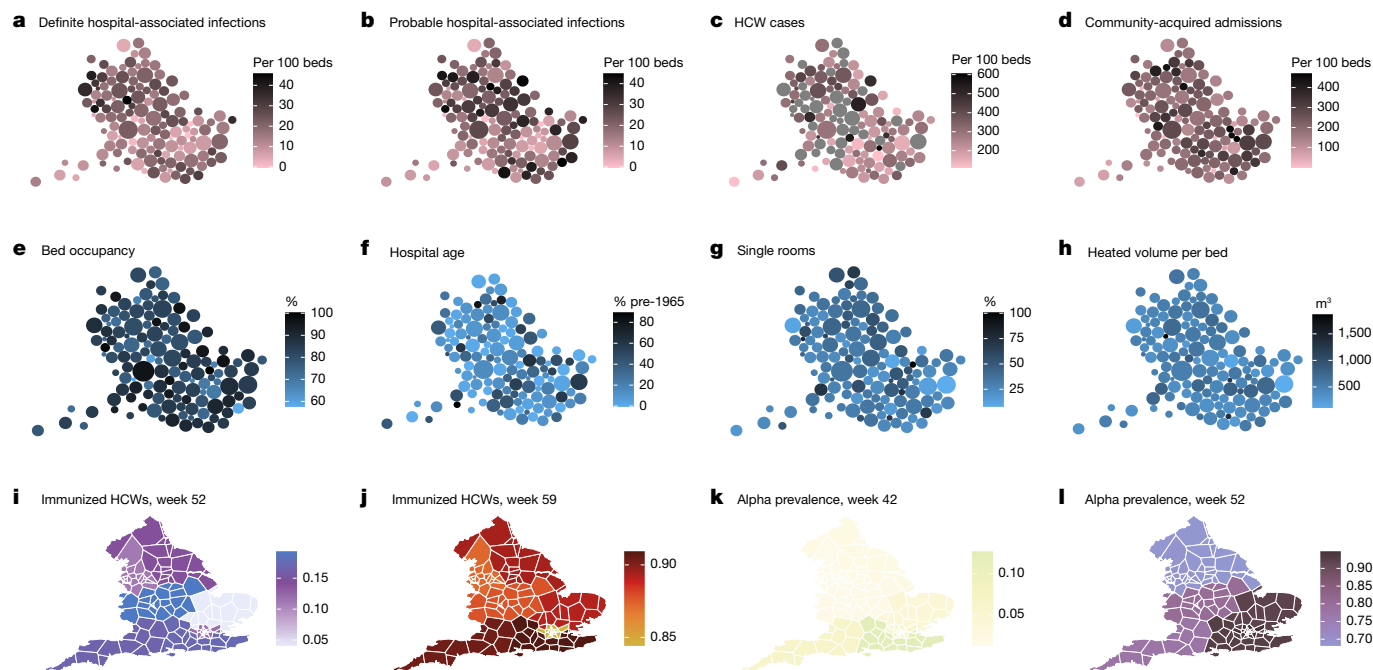 a Definite hospital-associated infections
Per 100 beds
40
30
20
10
0
b Probable hospital-associated infections
Per 100 beds
40
30
20
10
0
c HCW cases
Per 100 beds
600
500
400
300
200
d Community-acquired admissions
Per 100 beds
400
300
200
100
e Bed occupancy
%
100
90
80
70
60
f Hospital age
% pre-1965
80
60
40
20
0
g Single rooms
%
100
75
50
25
h Heated volume per bed
m³
1,500
1,000
500
i Immunized HCWs, week 52
0.15
0.10
0.05
j Immunized HCWs, week 59
0.90
0.85
k Alpha prevalence, week 42
0.10
0.05
l Alpha prevalence, week 52
0.90
0.85
0.80
0.75
0.70